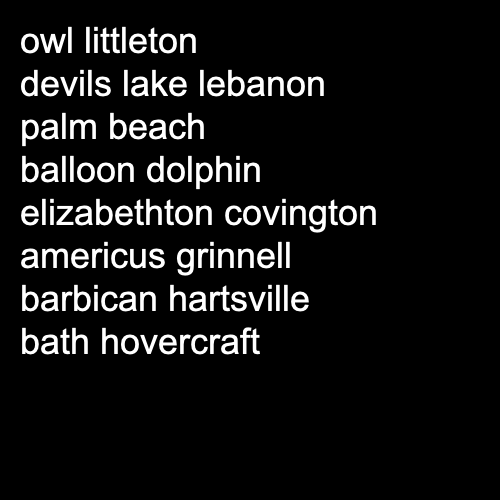 owl littleton
devils lake lebanon
palm beach
balloon dolphin
elizabethton covington
americus grinnell
barbican hartsville
bath hovercraft